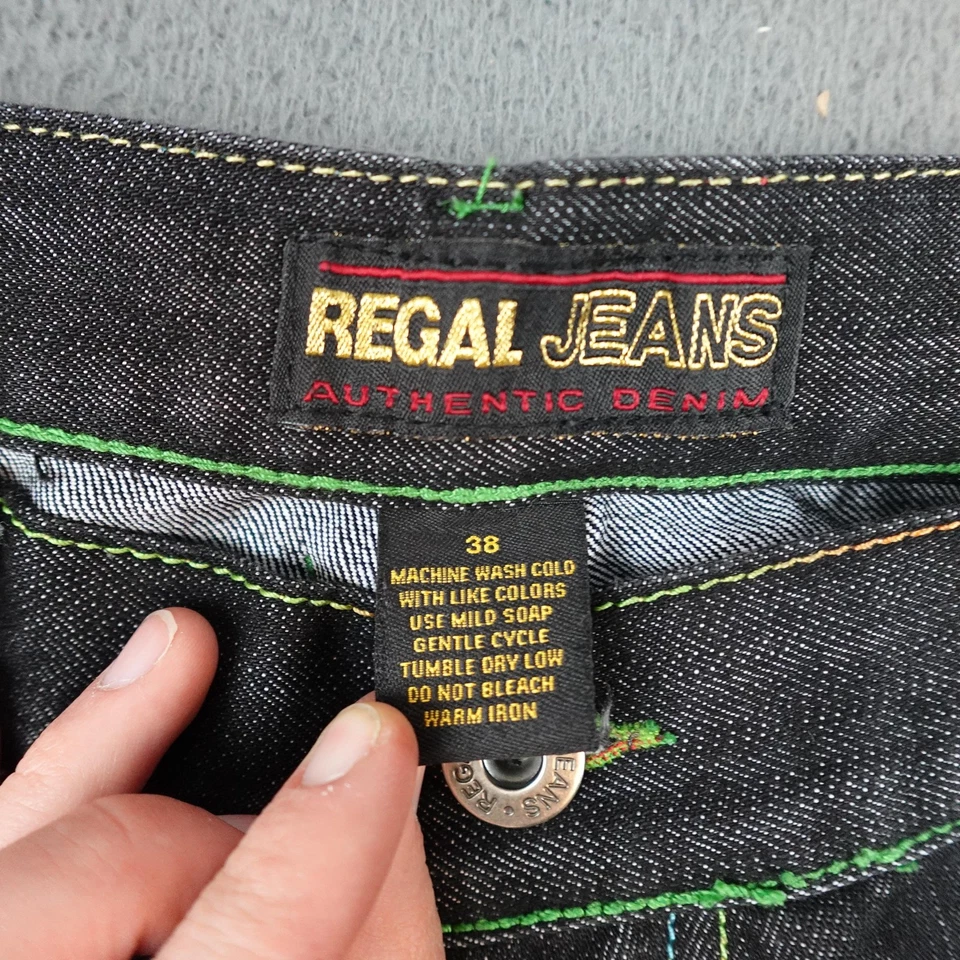 REGAL JEANS
AUTHENTIC DENIM
38
MACHINE WASH COLD
WITH LIKE COLORS
USE MILD SOAP
GENTLE CYCLE
TUMBLE DRY LOW
DO NOT BLEACH
WARM IRON